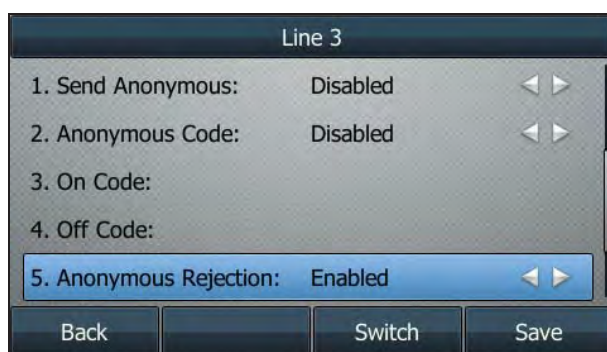 Line 3
1. Send Anonymous: Disabled
2. Anonymous Code: Disabled
3. On Code:
4. Off Code:
5. Anonymous Rejection: Enabled
Back Switch Save